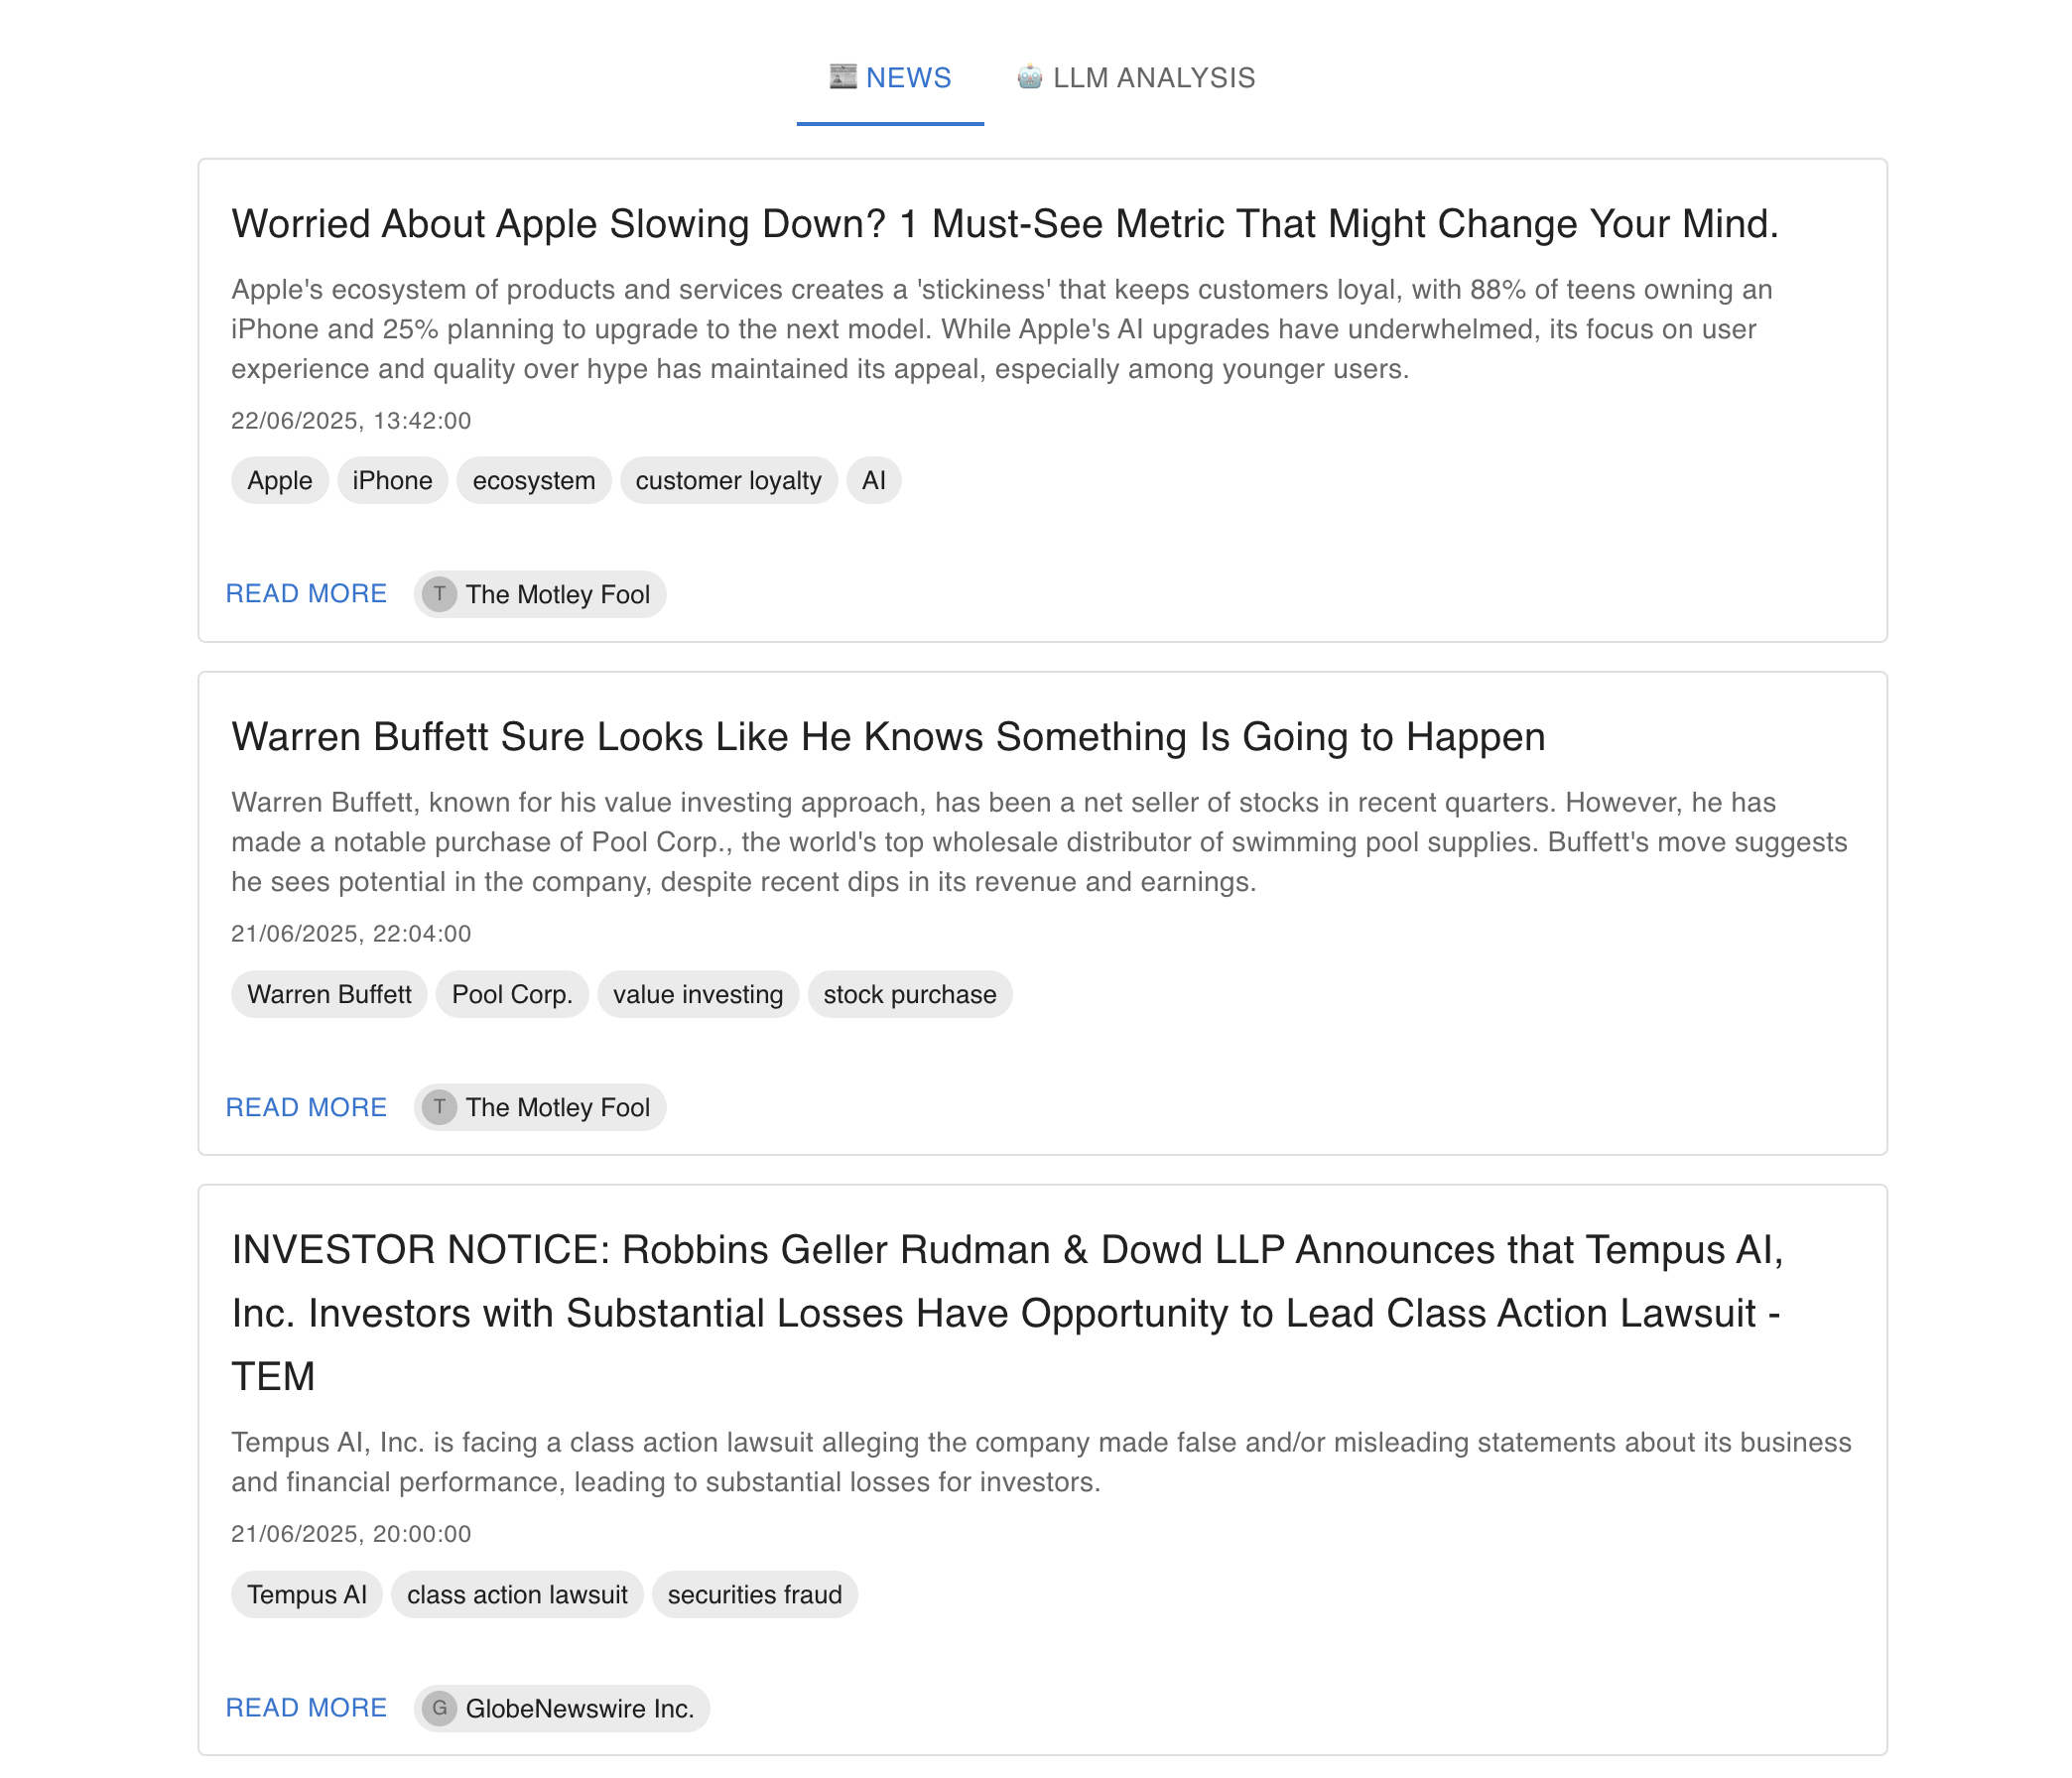 NEWS
LLM ANALYSIS
Worried About Apple Slowing Down? 1 Must-See Metric That Might Change Your Mind.
Apple's ecosystem of products and services creates a 'stickiness' that keeps customers loyal, with 88% of teens owning an
iPhone and 25% planning to upgrade to the next model. While Apple's AI upgrades have underwhelmed, its focus on user
experience and quality over hype has maintained its appeal, especially among younger users.
22/06/2025, 13:42:00
Apple iPhone ecosystem customer loyalty AI
READ MORE T The Motley Fool
Warren Buffett Sure Looks Like He Knows Something Is Going to Happen
Warren Buffett, known for his value investing approach, has been a net seller of stocks in recent quarters. However, he has
made a notable purchase of Pool Corp., the world's top wholesale distributor of swimming pool supplies. Buffett's move suggests
he sees potential in the company, despite recent dips in its revenue and earnings.
21/06/2025, 22:04:00
Warren Buffett Pool Corp. value investing stock purchase
READ MORE T The Motley Fool
INVESTOR NOTICE: Robbins Geller Rudman & Dowd LLP Announces that Tempus AI,
Inc. Investors with Substantial Losses Have Opportunity to Lead Class Action Lawsuit -
TEM
Tempus AI, Inc. is facing a class action lawsuit alleging the company made false and/or misleading statements about its business
and financial performance, leading to substantial losses for investors.
21/06/2025, 20:00:00
Tempus AI class action lawsuit securities fraud
READ MORE G GlobeNewswire Inc.